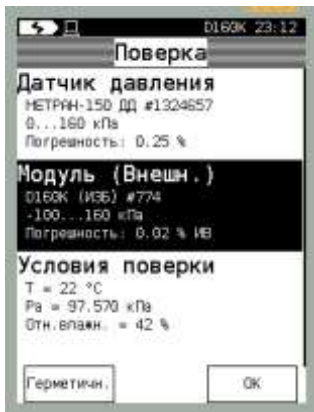 D160K 23:12
Поверка
Датчик давления
МЕТРАН-150 ДД #1324657
0...160 кПа
Погрешность: 0.25 %
Модуль (Внешн.)
D160K (ИЗБ) #774
-100...160 кПа
Погрешность: 0.02 % ИВ
Условия поверки
T = 22 °C
Pa = 97.570 кПа
Отн.влажн. = 42 %
Герметичн.
OK